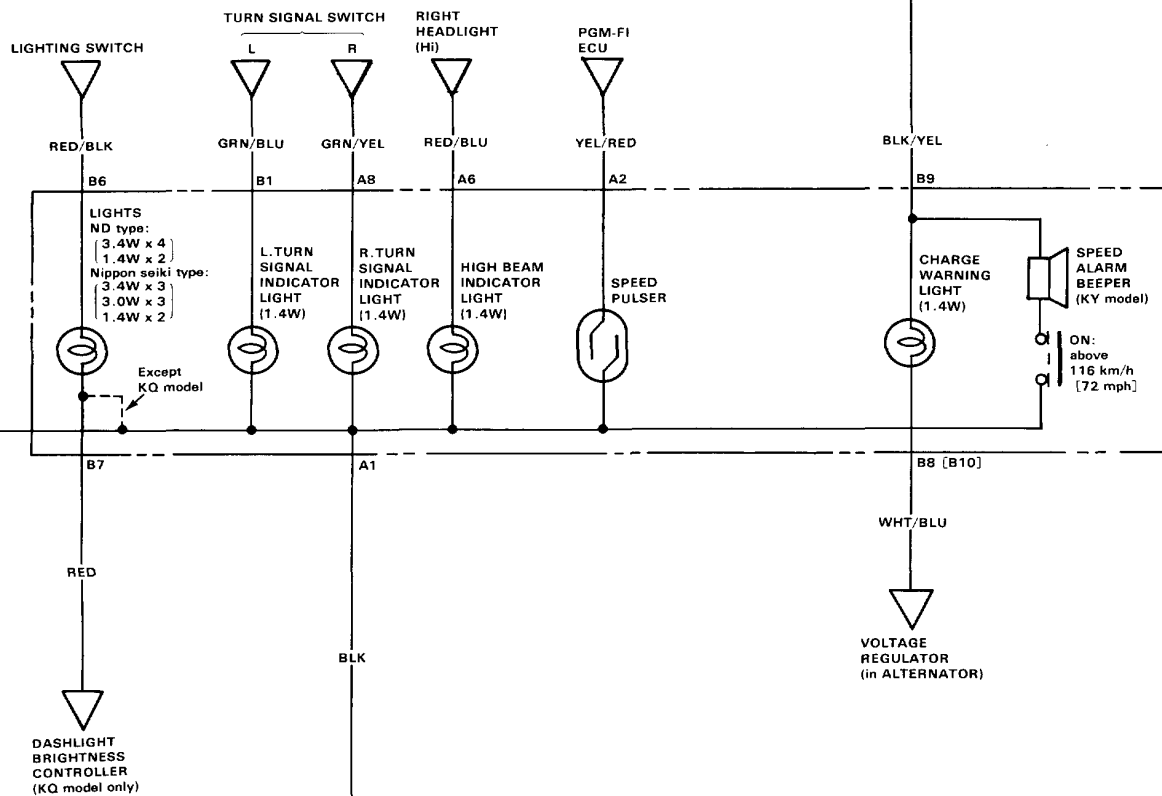 LIGHTING SWITCH
TURN SIGNAL SWITCH
L
R
RIGHT
HEADLIGHT
(Hi)
PGM-FI
ECU
RED/BLK
GRN/BLU
GRN/YEL
RED/BLU
YEL/RED
BLK/YEL
B6
B1
A8
A6
A2
B9
LIGHTS
ND type:
3.4W x 4
1.4W x 2
Nippon seiki type:
3.4W x 3
3.0W x 3
1.4W x 2
L.TURN
SIGNAL
INDICATOR
LIGHT
(1.4W)
R.TURN
SIGNAL
INDICATOR
LIGHT
(1.4W)
HIGH BEAM
INDICATOR
LIGHT
(1.4W)
SPEED
PULSER
CHARGE
WARNING
LIGHT
(1.4W)
SPEED
ALARM
BEEPER
(KY model)
ON:
above
116 km/h
[72 mph]
Except
KQ model
B7
A1
B8 [B10]
WHT/BLU
RED
BLK
VOLTAGE
REGULATOR
(in ALTERNATOR)
DASHLIGHT
BRIGHTNESS
CONTROLLER
(KQ model only)